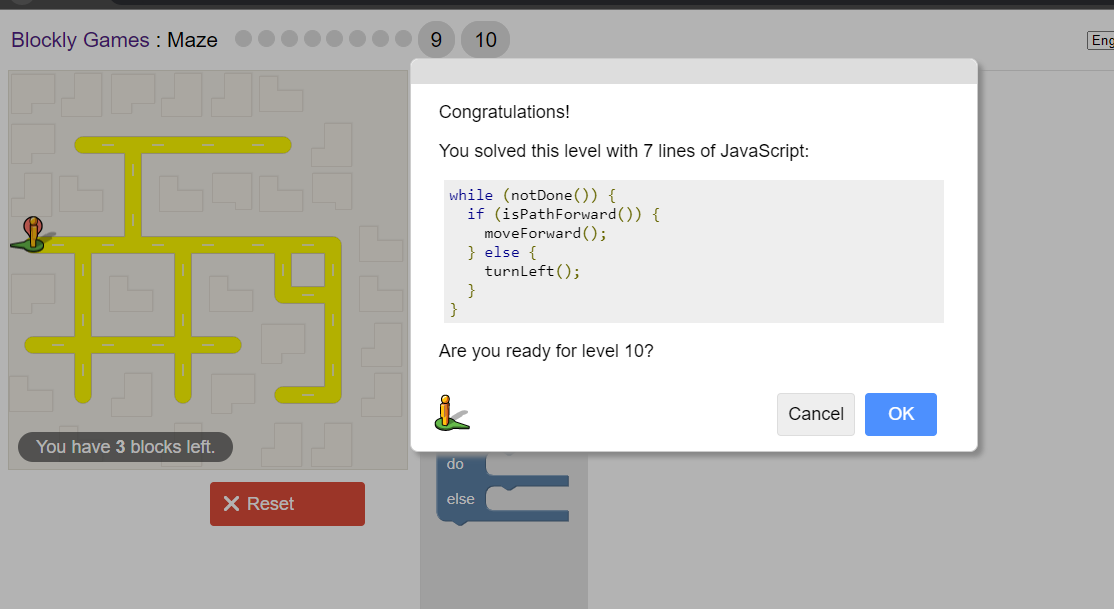 Blockly Games : Maze 9 10
Eng
Congratulations!
You solved this level with 7 lines of JavaScript:
while (notDone()) {
  if (isPathForward()) {
    moveForward();
  } else {
    turnLeft();
  }
}
Are you ready for level 10?
Cancel OK
You have 3 blocks left.
do
else
Reset